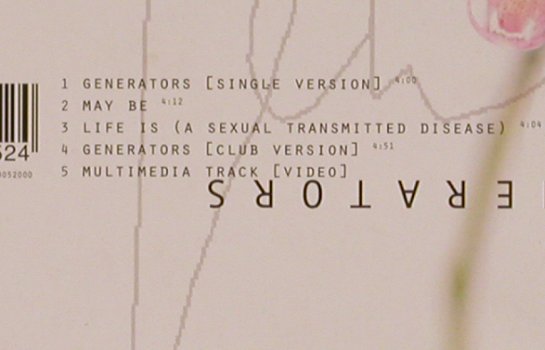 1 GENERATORS [SINGLE VERSION] 4:00
2 MAY BE 4:12
3 LIFE IS (A SEXUAL TRANSMITTED DISEASE) 4:04
4 GENERATORS [CLUB VERSION] 4:51
5 MULTIMEDIA TRACK [VIDEO]
524
0052000
ERATORS